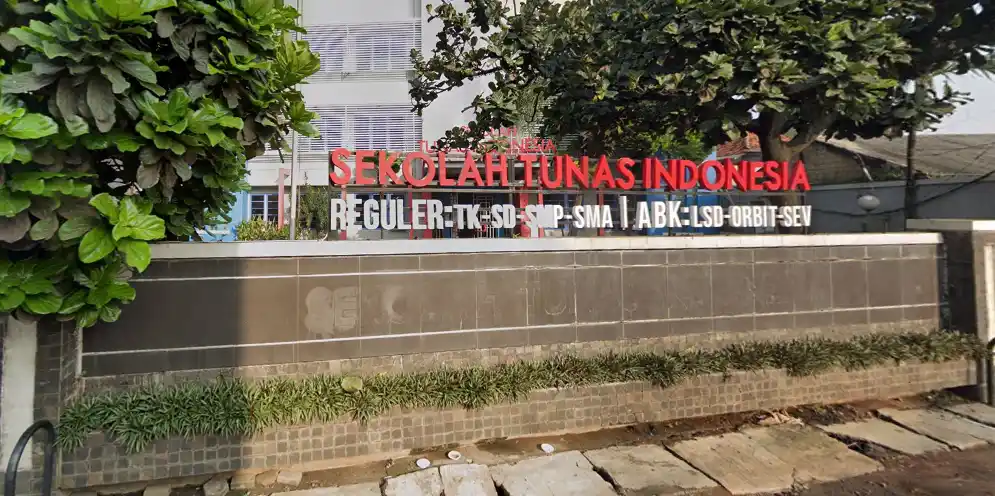 SEKOLAH TUNAS INDONESIA
REGULER:TK-SD-SMP-SMA | ABK:LSD-ORBIT-SEV